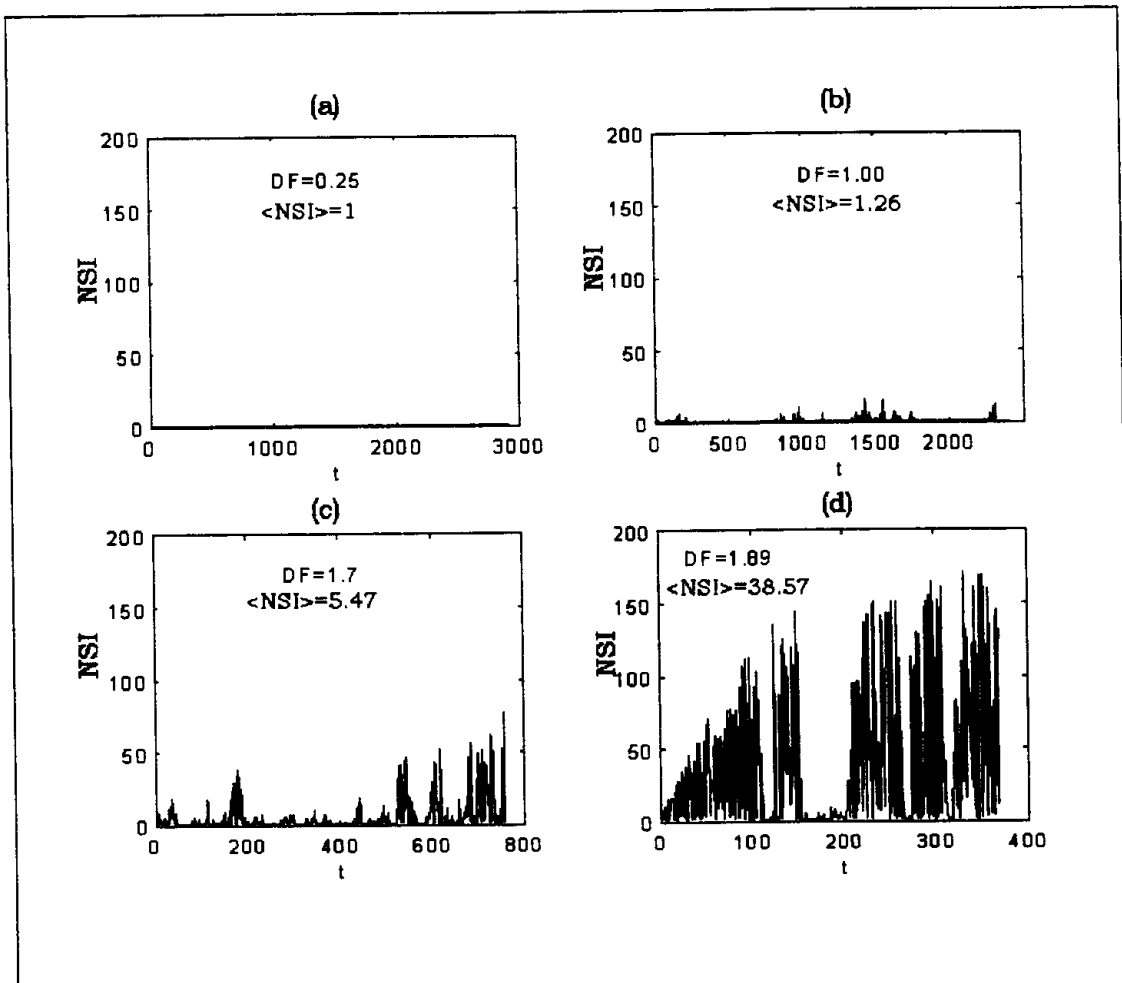 (a)
200
150
100
50
0
NSI
DF=0.25
<NSI>=1
0 1000 2000 3000
t
(b)
200
150
100
50
0
NSI
DF=1.00
<NSI>=1.26
0 500 1000 1500 2000
t
(c)
200
150
100
50
0
NSI
DF=1.7
<NSI>=5.47
0 200 400 600 800
t
(d)
200
150
100
50
0
NSI
DF=1.89
<NSI>=38.57
0 100 200 300 400
t